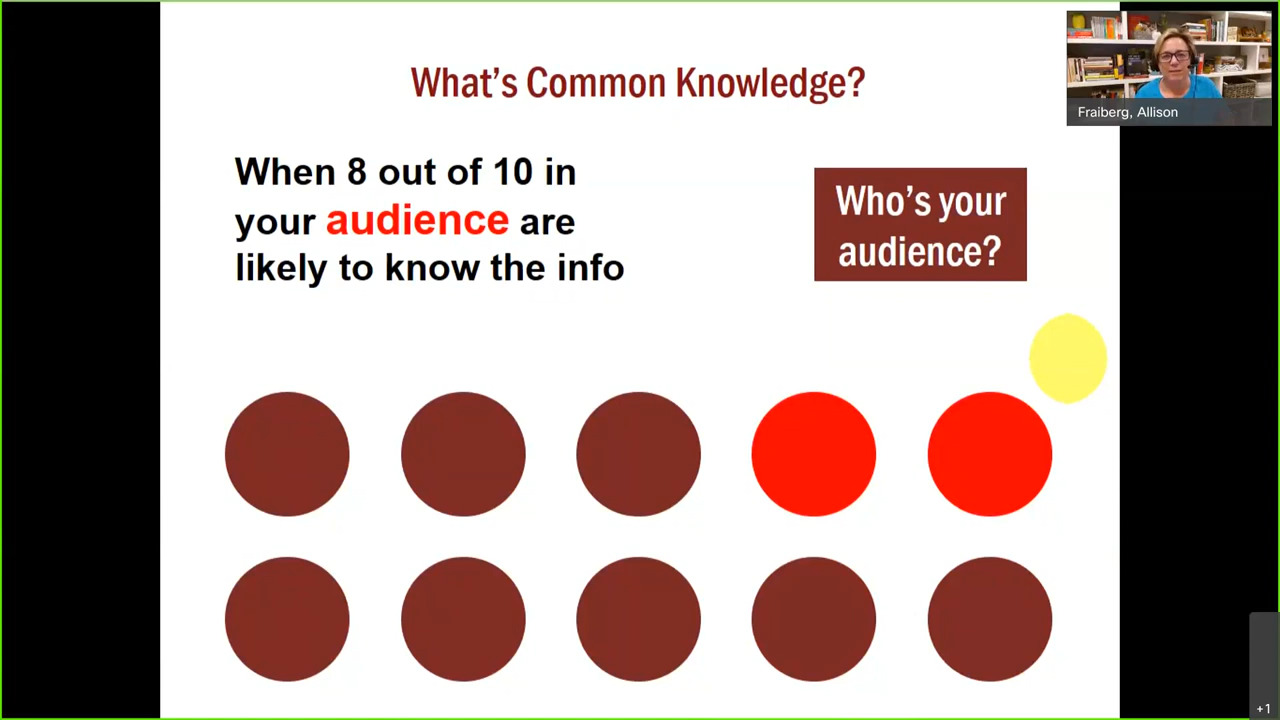 What's Common Knowledge?
When 8 out of 10 in
your audience are
likely to know the info
Who's your
audience?
Fraiberg, Allison
+1